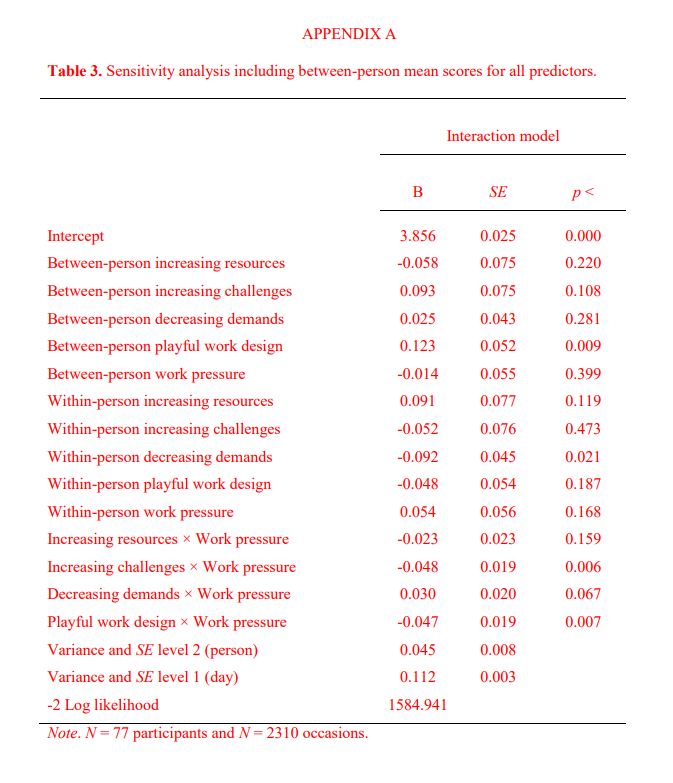 APPENDIX A
Table 3. Sensitivity analysis including between-person mean scores for all predictors.
Interaction model
B SE p <
Intercept 3.856 0.025 0.000
Between-person increasing resources -0.058 0.075 0.220
Between-person increasing challenges 0.093 0.075 0.108
Between-person decreasing demands 0.025 0.043 0.281
Between-person playful work design 0.123 0.052 0.009
Between-person work pressure -0.014 0.055 0.399
Within-person increasing resources 0.091 0.077 0.119
Within-person increasing challenges -0.052 0.076 0.473
Within-person decreasing demands -0.092 0.045 0.021
Within-person playful work design -0.048 0.054 0.187
Within-person work pressure 0.054 0.056 0.168
Increasing resources × Work pressure -0.023 0.023 0.159
Increasing challenges × Work pressure -0.048 0.019 0.006
Decreasing demands × Work pressure 0.030 0.020 0.067
Playful work design × Work pressure -0.047 0.019 0.007
Variance and SE level 2 (person) 0.045 0.008
Variance and SE level 1 (day) 0.112 0.003
-2 Log likelihood 1584.941
Note. N = 77 participants and N = 2310 occasions.